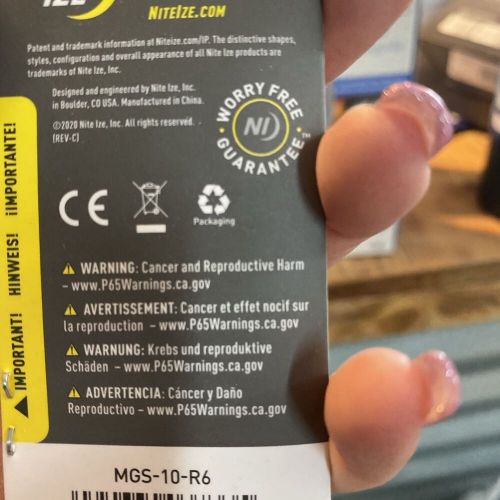 IZE
NITEIZE.COM
Patent and trademark information at Niteize.com/IP. The distinctive shapes,
styles, configuration and overall appearance of all Nite Ize products are
trademarks of Nite Ize, Inc.
Designed and engineered by Nite Ize, Inc.
in Boulder, CO USA. Manufactured in China.
©2020 Nite Ize, Inc. All rights reserved.
(REV-C)
WORRY FREE
NI
GUARANTEE™
CE
Packaging
⚠ WARNING: Cancer and Reproductive Harm
– www.P65Warnings.ca.gov
⚠ AVERTISSEMENT: Cancer et effet nocif sur
la reproduction – www.P65Warnings.ca.gov
⚠ WARNUNG: Krebs und reproduktive
Schäden – www.P65Warnings.ca.gov
⚠ ADVERTENCIA: Cáncer y Daño
Reproductivo – www.P65Warnings.ca.gov
▲ IMPORTANT! HINWEIS! ¡IMPORTANTE!
MGS-10-R6